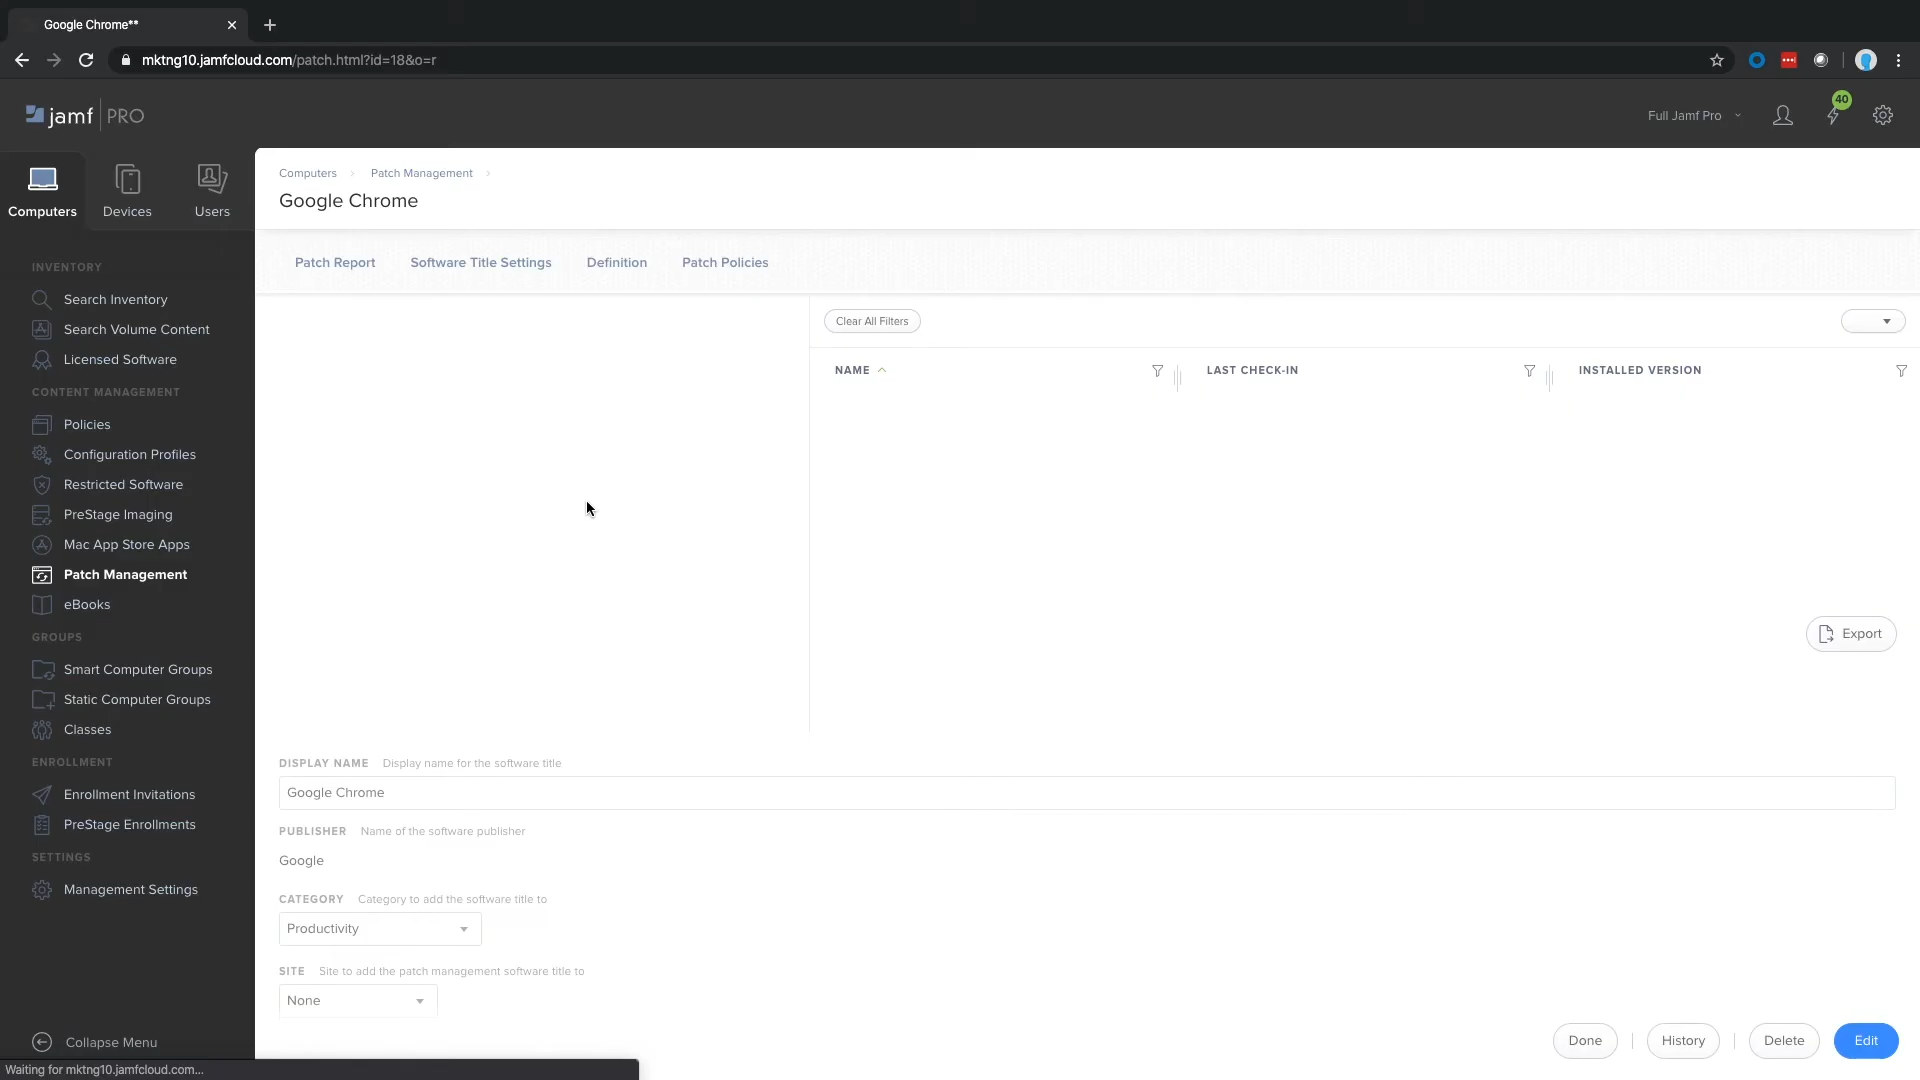 Google Chrome**
mktng10.jamfcloud.com/patch.html?id=18&o=r
jamf PRO
Full Jamf Pro
40
Computers
Devices
Users
INVENTORY
Search Inventory
Search Volume Content
Licensed Software
CONTENT MANAGEMENT
Policies
Configuration Profiles
Restricted Software
PreStage Imaging
Mac App Store Apps
Patch Management
eBooks
GROUPS
Smart Computer Groups
Static Computer Groups
Classes
ENROLLMENT
Enrollment Invitations
PreStage Enrollments
SETTINGS
Management Settings
Collapse Menu
Waiting for mktng10.jamfcloud.com...
Computers Patch Management
Google Chrome
Patch Report Software Title Settings Definition Patch Policies
Clear All Filters
NAME LAST CHECK-IN INSTALLED VERSION
Export
DISPLAY NAME Display name for the software title
Google Chrome
PUBLISHER Name of the software publisher
Google
CATEGORY Category to add the software title to
Productivity
SITE Site to add the patch management software title to
None
Done History Delete Edit